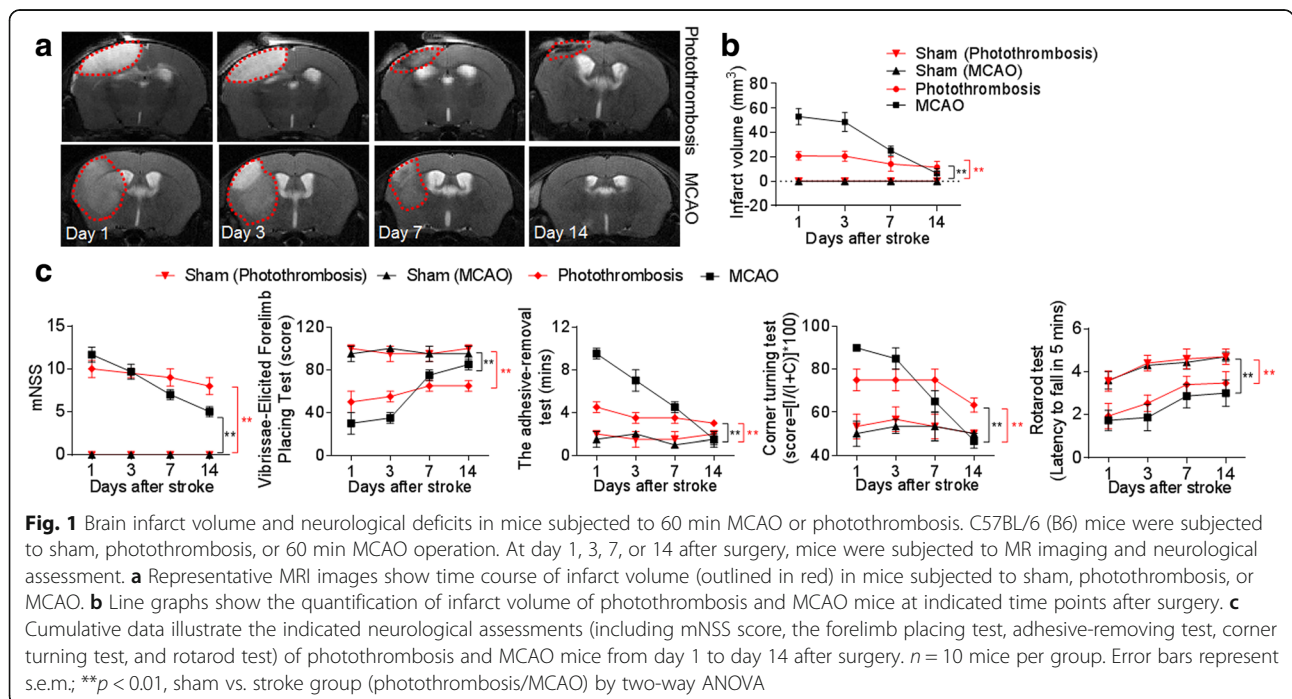 a
Photothrombosis
MCAO
Day 1
Day 3
Day 7
Day 14
b
Sham (Photothrombosis)
Sham (MCAO)
Photothrombosis
MCAO
Infarct volume (mm³)
80
60
40
20
0
-20
1 3 7 14
Days after stroke
**
**
c
Sham (Photothrombosis) Sham (MCAO) Photothrombosis MCAO
mNSS
15
10
5
0
1 3 7 14
Days after stroke
**
**
Vibrissae-Elicited Forelimb
Placing Test (score)
120
80
40
0
1 3 7 14
Days after stroke
**
**
The adhesive-removal
test (mins)
12
8
4
0
1 3 7 14
Days after stroke
**
**
Corner turning test
(score=[I/(I+C)]*100)
100
80
60
40
1 3 7 14
Days after stroke
**
**
Rotarod test
(Latency to fall in 5 mins)
6
4
2
0
1 3 7 14
Days after stroke
**
**
Fig. 1 Brain infarct volume and neurological deficits in mice subjected to 60 min MCAO or photothrombosis. C57BL/6 (B6) mice were subjected
to sham, photothrombosis, or 60 min MCAO operation. At day 1, 3, 7, or 14 after surgery, mice were subjected to MR imaging and neurological
assessment. a Representative MRI images show time course of infarct volume (outlined in red) in mice subjected to sham, photothrombosis, or
MCAO. b Line graphs show the quantification of infarct volume of photothrombosis and MCAO mice at indicated time points after surgery. c
Cumulative data illustrate the indicated neurological assessments (including mNSS score, the forelimb placing test, adhesive-removing test, corner
turning test, and rotarod test) of photothrombosis and MCAO mice from day 1 to day 14 after surgery. n = 10 mice per group. Error bars represent
s.e.m.; **p < 0.01, sham vs. stroke group (photothrombosis/MCAO) by two-way ANOVA